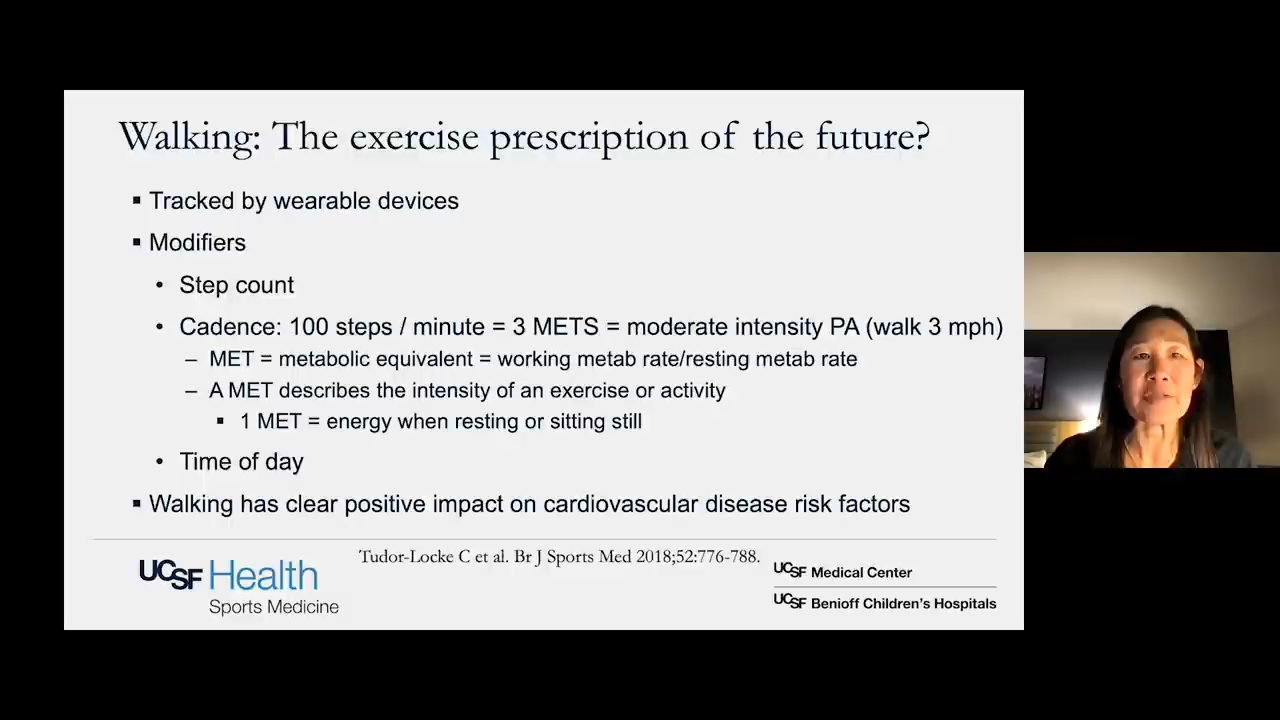 Walking: The exercise prescription of the future?
▪ Tracked by wearable devices
▪ Modifiers
• Step count
• Cadence: 100 steps / minute = 3 METS = moderate intensity PA (walk 3 mph)
– MET = metabolic equivalent = working metab rate/resting metab rate
– A MET describes the intensity of an exercise or activity
▪ 1 MET = energy when resting or sitting still
• Time of day
▪ Walking has clear positive impact on cardiovascular disease risk factors
Tudor-Locke C et al. Br J Sports Med 2018;52:776-788.
UCSF Health
Sports Medicine
UCSF Medical Center
UCSF Benioff Children's Hospitals